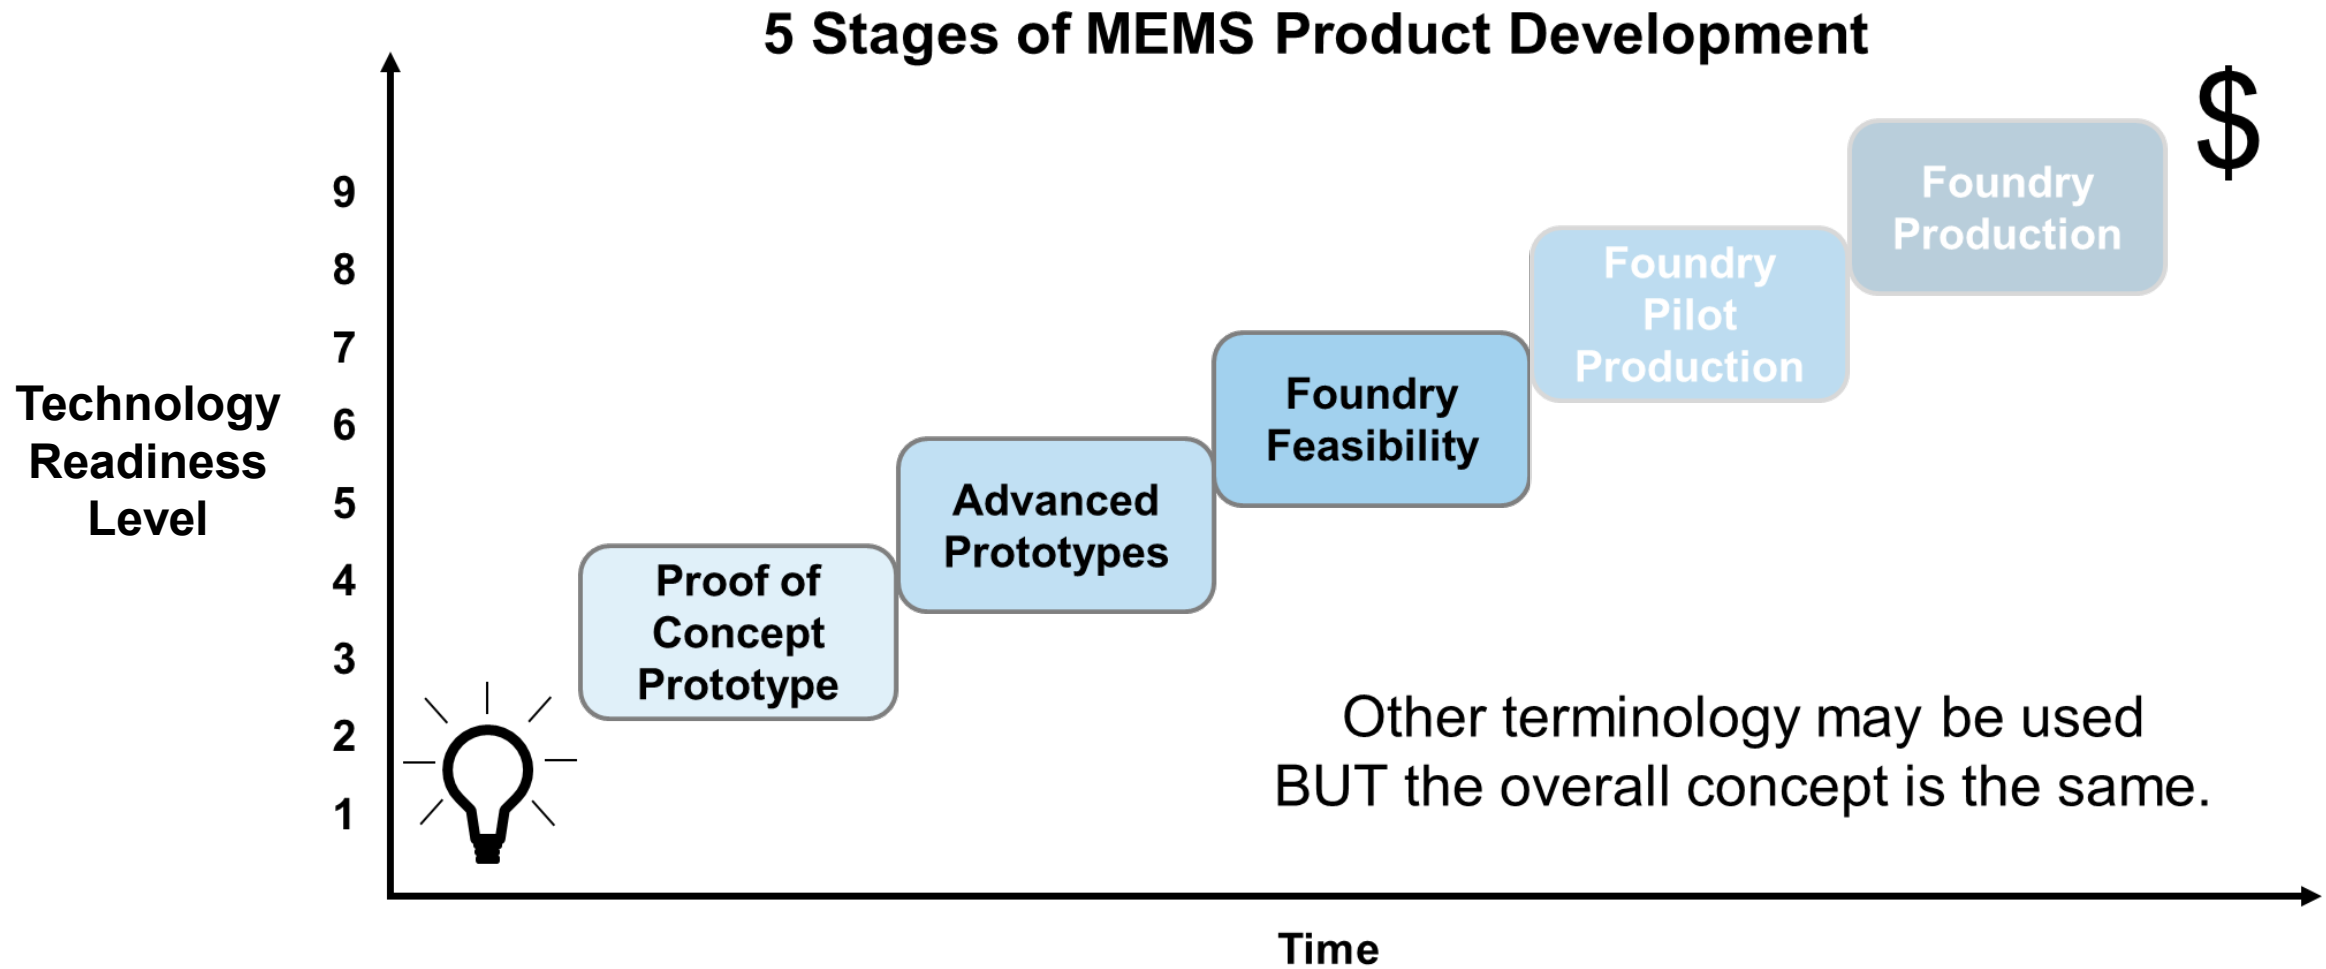 5 Stages of MEMS Product Development
$
9
8
7
6
5
4
3
2
1
Technology
Readiness
Level
Proof of
Concept
Prototype
Advanced
Prototypes
Foundry
Feasibility
Foundry
Pilot
Production
Foundry
Production
Other terminology may be used
BUT the overall concept is the same.
Time